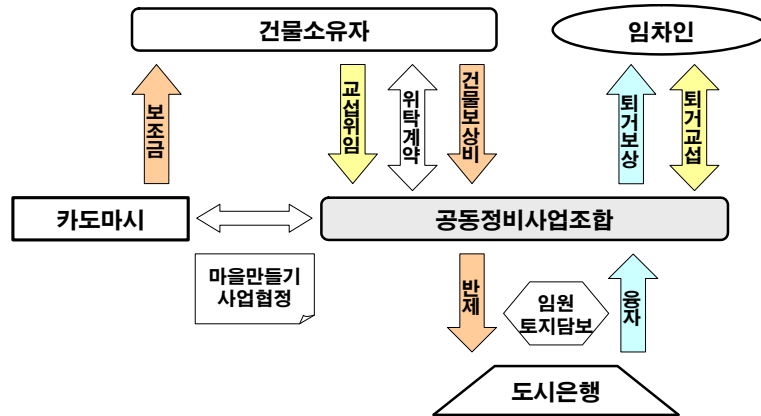 건물소유자
임차인
보조금
교섭위임
위탁계약
건물보상비
퇴거보상
퇴거교섭
카도마시
공동정비사업조합
마을만들기
사업협정
반제
임원
토지담보
융자
도시은행